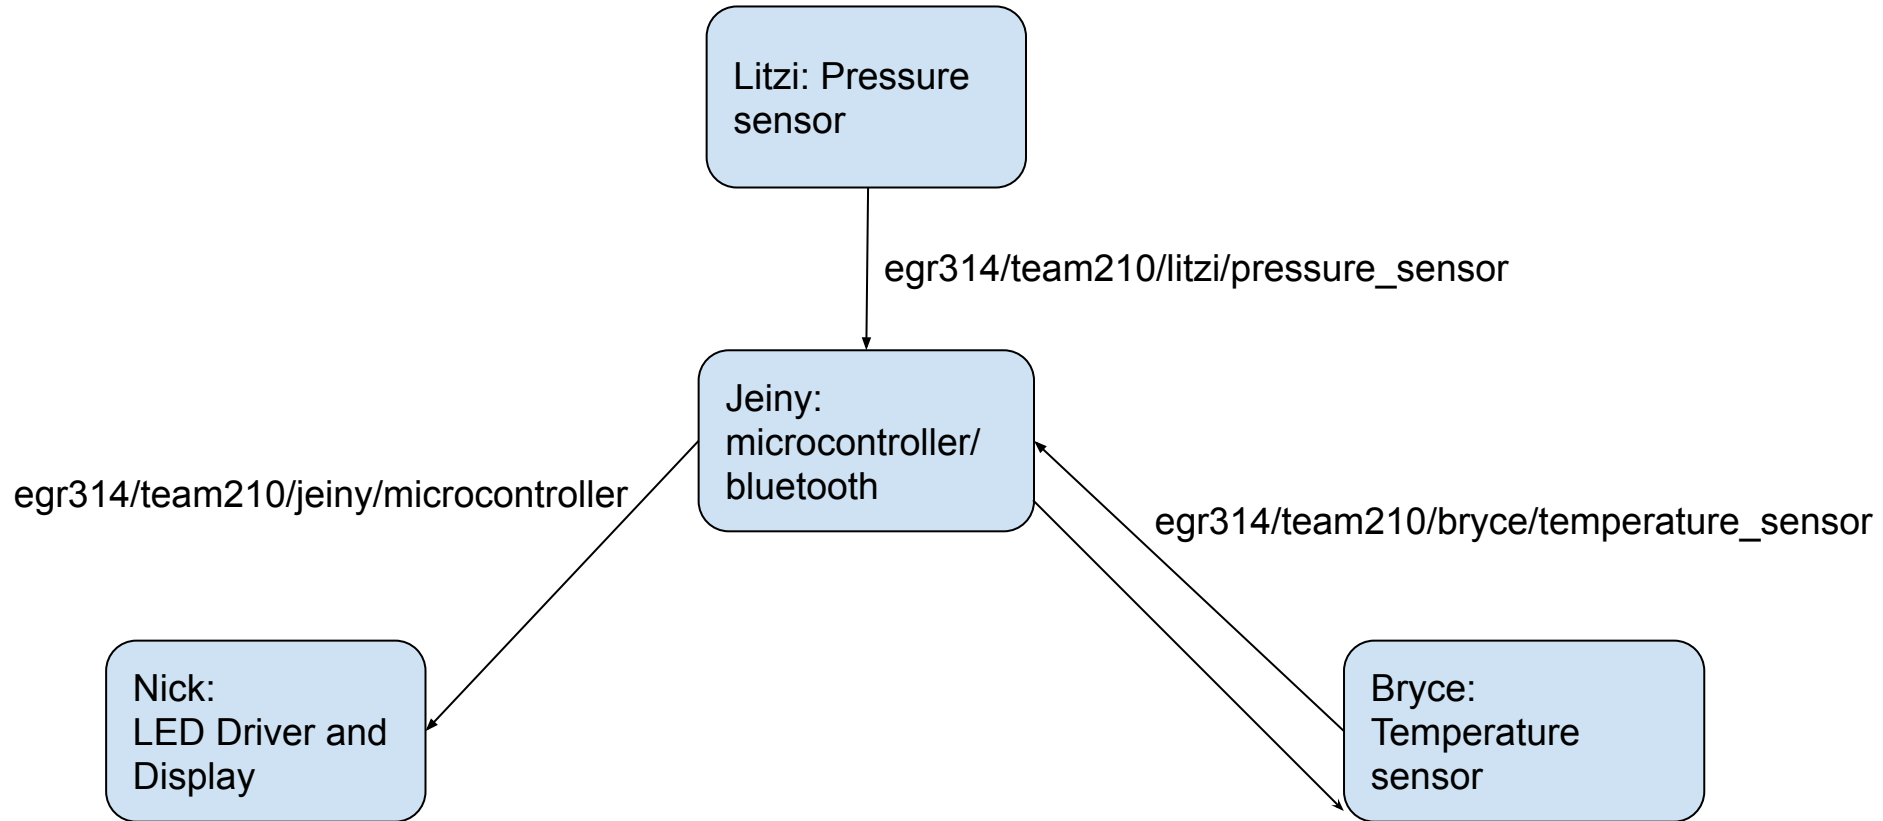 Litzi: Pressure
sensor
egr314/team210/litzi/pressure_sensor
Jeiny:
microcontroller/
bluetooth
egr314/team210/jeiny/microcontroller
egr314/team210/bryce/temperature_sensor
Nick:
LED Driver and
Display
Bryce:
Temperature
sensor